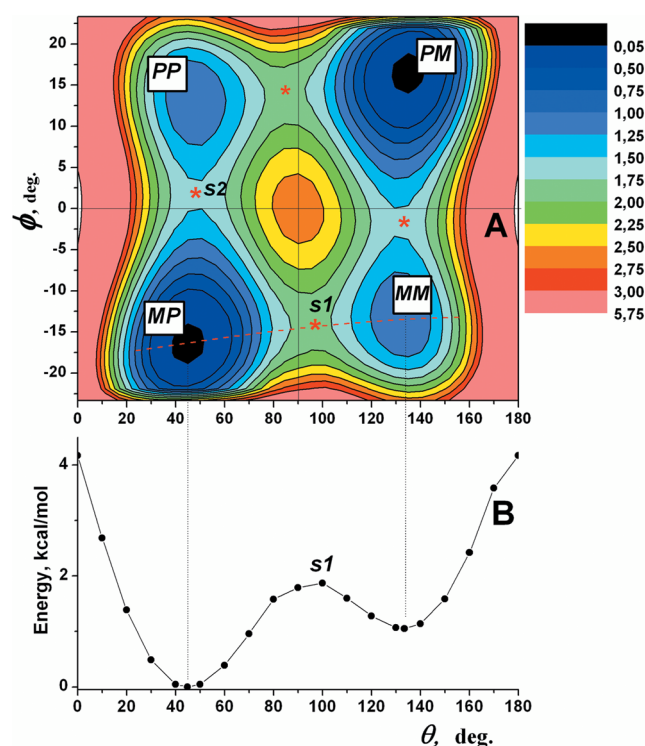 20
15
10
5
0
-5
-10
-15
-20
ϕ, deg.
PP
PM
s2
A
s1
MP
MM
0 20 40 60 80 100 120 140 160 180
0,05
0,50
0,75
1,00
1,25
1,50
1,75
2,00
2,25
2,50
2,75
3,00
5,75
4
2
0
Energy, kcal/mol
B
s1
0 20 40 60 80 100 120 140 160 180
θ, deg.